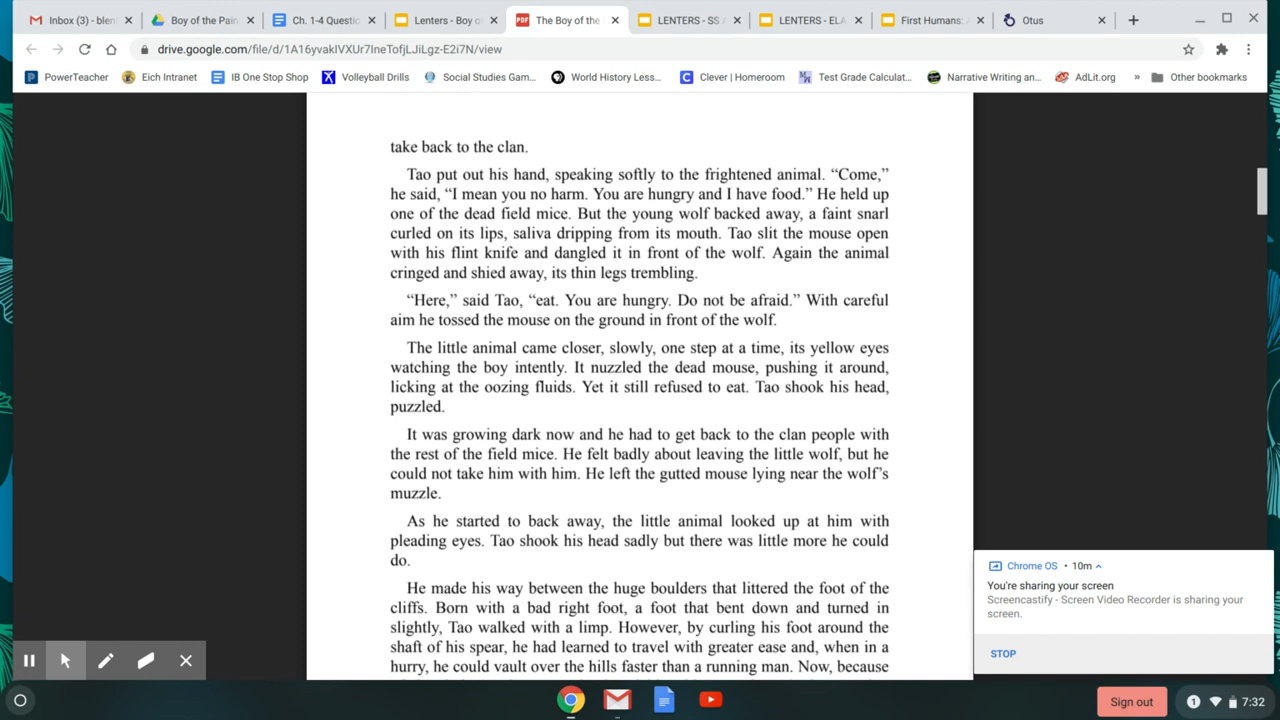 Inbox (3) - blen
Boy of the Pain
Ch. 1-4 Questio
Lenters - Boy o
PDF
The Boy of the
LENTERS - SS A
LENTERS - ELA
First Humans:
Otus
drive.google.com/file/d/1A16yvakIVXUr7IneTofjLJiLgz-E2i7N/view
PowerTeacher
Eich Intranet
IB One Stop Shop
Volleyball Drills
Social Studies Gam...
World History Less...
Clever | Homeroom
Test Grade Calculat...
Narrative Writing an...
AdLit.org
»
Other bookmarks
take back to the clan.
Tao put out his hand, speaking softly to the frightened animal. “Come,”
he said, “I mean you no harm. You are hungry and I have food.” He held up
one of the dead field mice. But the young wolf backed away, a faint snarl
curled on its lips, saliva dripping from its mouth. Tao slit the mouse open
with his flint knife and dangled it in front of the wolf. Again the animal
cringed and shied away, its thin legs trembling.
“Here,” said Tao, “eat. You are hungry. Do not be afraid.” With careful
aim he tossed the mouse on the ground in front of the wolf.
The little animal came closer, slowly, one step at a time, its yellow eyes
watching the boy intently. It nuzzled the dead mouse, pushing it around,
licking at the oozing fluids. Yet it still refused to eat. Tao shook his head,
puzzled.
It was growing dark now and he had to get back to the clan people with
the rest of the field mice. He felt badly about leaving the little wolf, but he
could not take him with him. He left the gutted mouse lying near the wolf’s
muzzle.
As he started to back away, the little animal looked up at him with
pleading eyes. Tao shook his head sadly but there was little more he could
do.
He made his way between the huge boulders that littered the foot of the
cliffs. Born with a bad right foot, a foot that bent down and turned in
slightly, Tao walked with a limp. However, by curling his foot around the
shaft of his spear, he had learned to travel with greater ease and, when in a
hurry, he could vault over the hills faster than a running man. Now, because
Chrome OS • 10m
You're sharing your screen
Screencastify - Screen Video Recorder is sharing your
screen.
STOP
Sign out
1
7:32